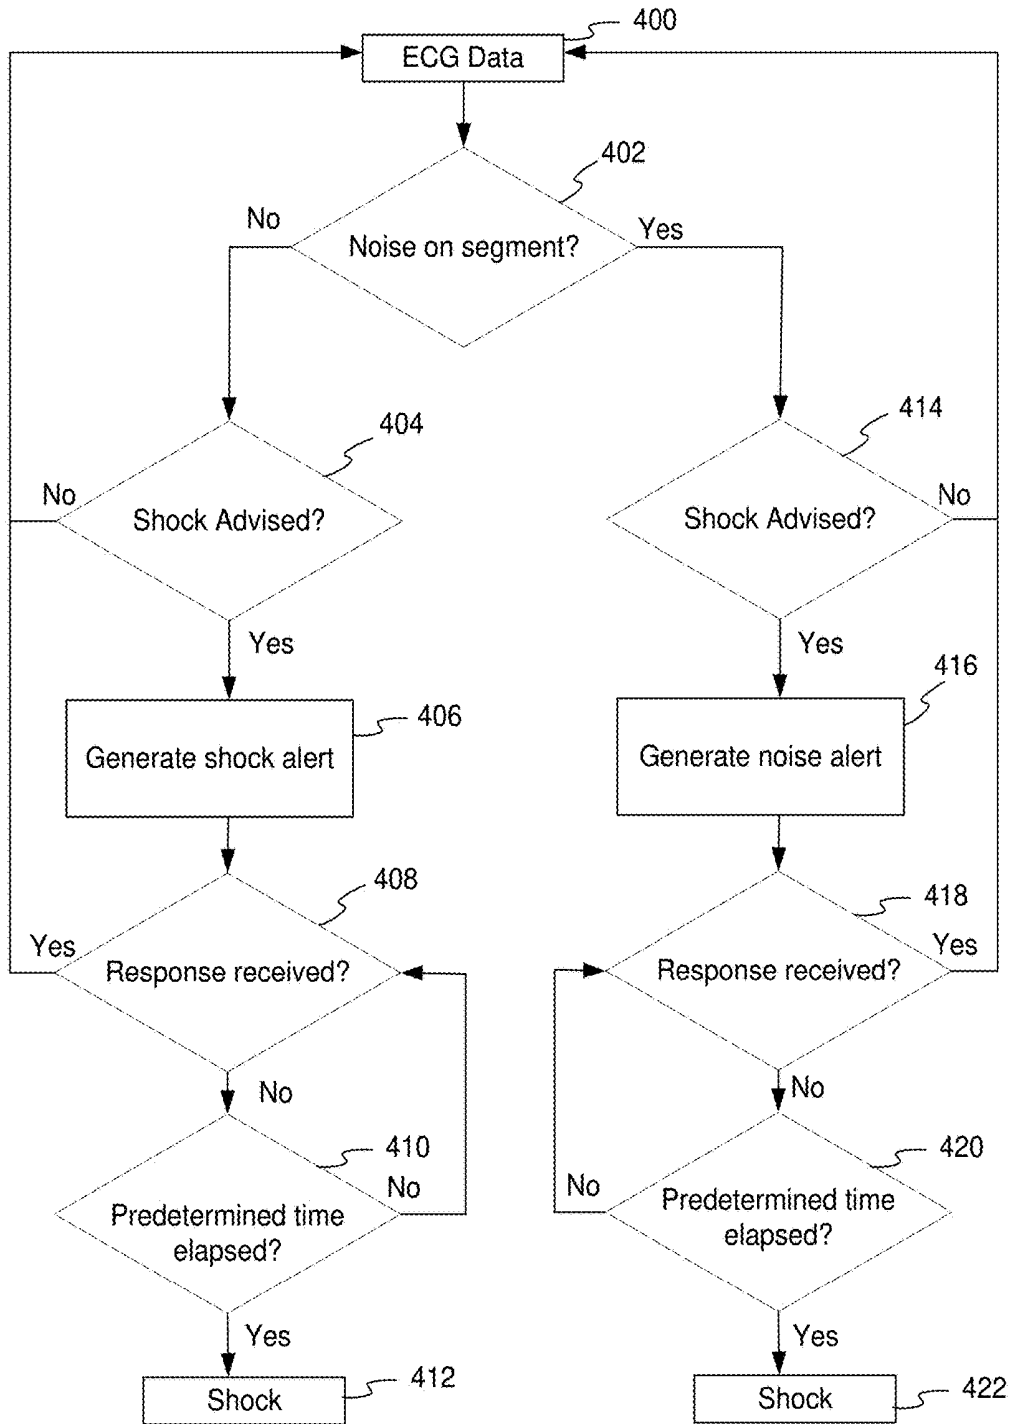 400
ECG Data
402
No
Noise on segment?
Yes
404
414
No
Shock Advised?
Shock Advised?
No
Yes
Yes
416
406
Generate shock alert
Generate noise alert
408
418
Yes
Response received?
Response received?
Yes
No
No
410
420
No
No
Predetermined time
elapsed?
Predetermined time
elapsed?
Yes
Yes
412
Shock
Shock
422